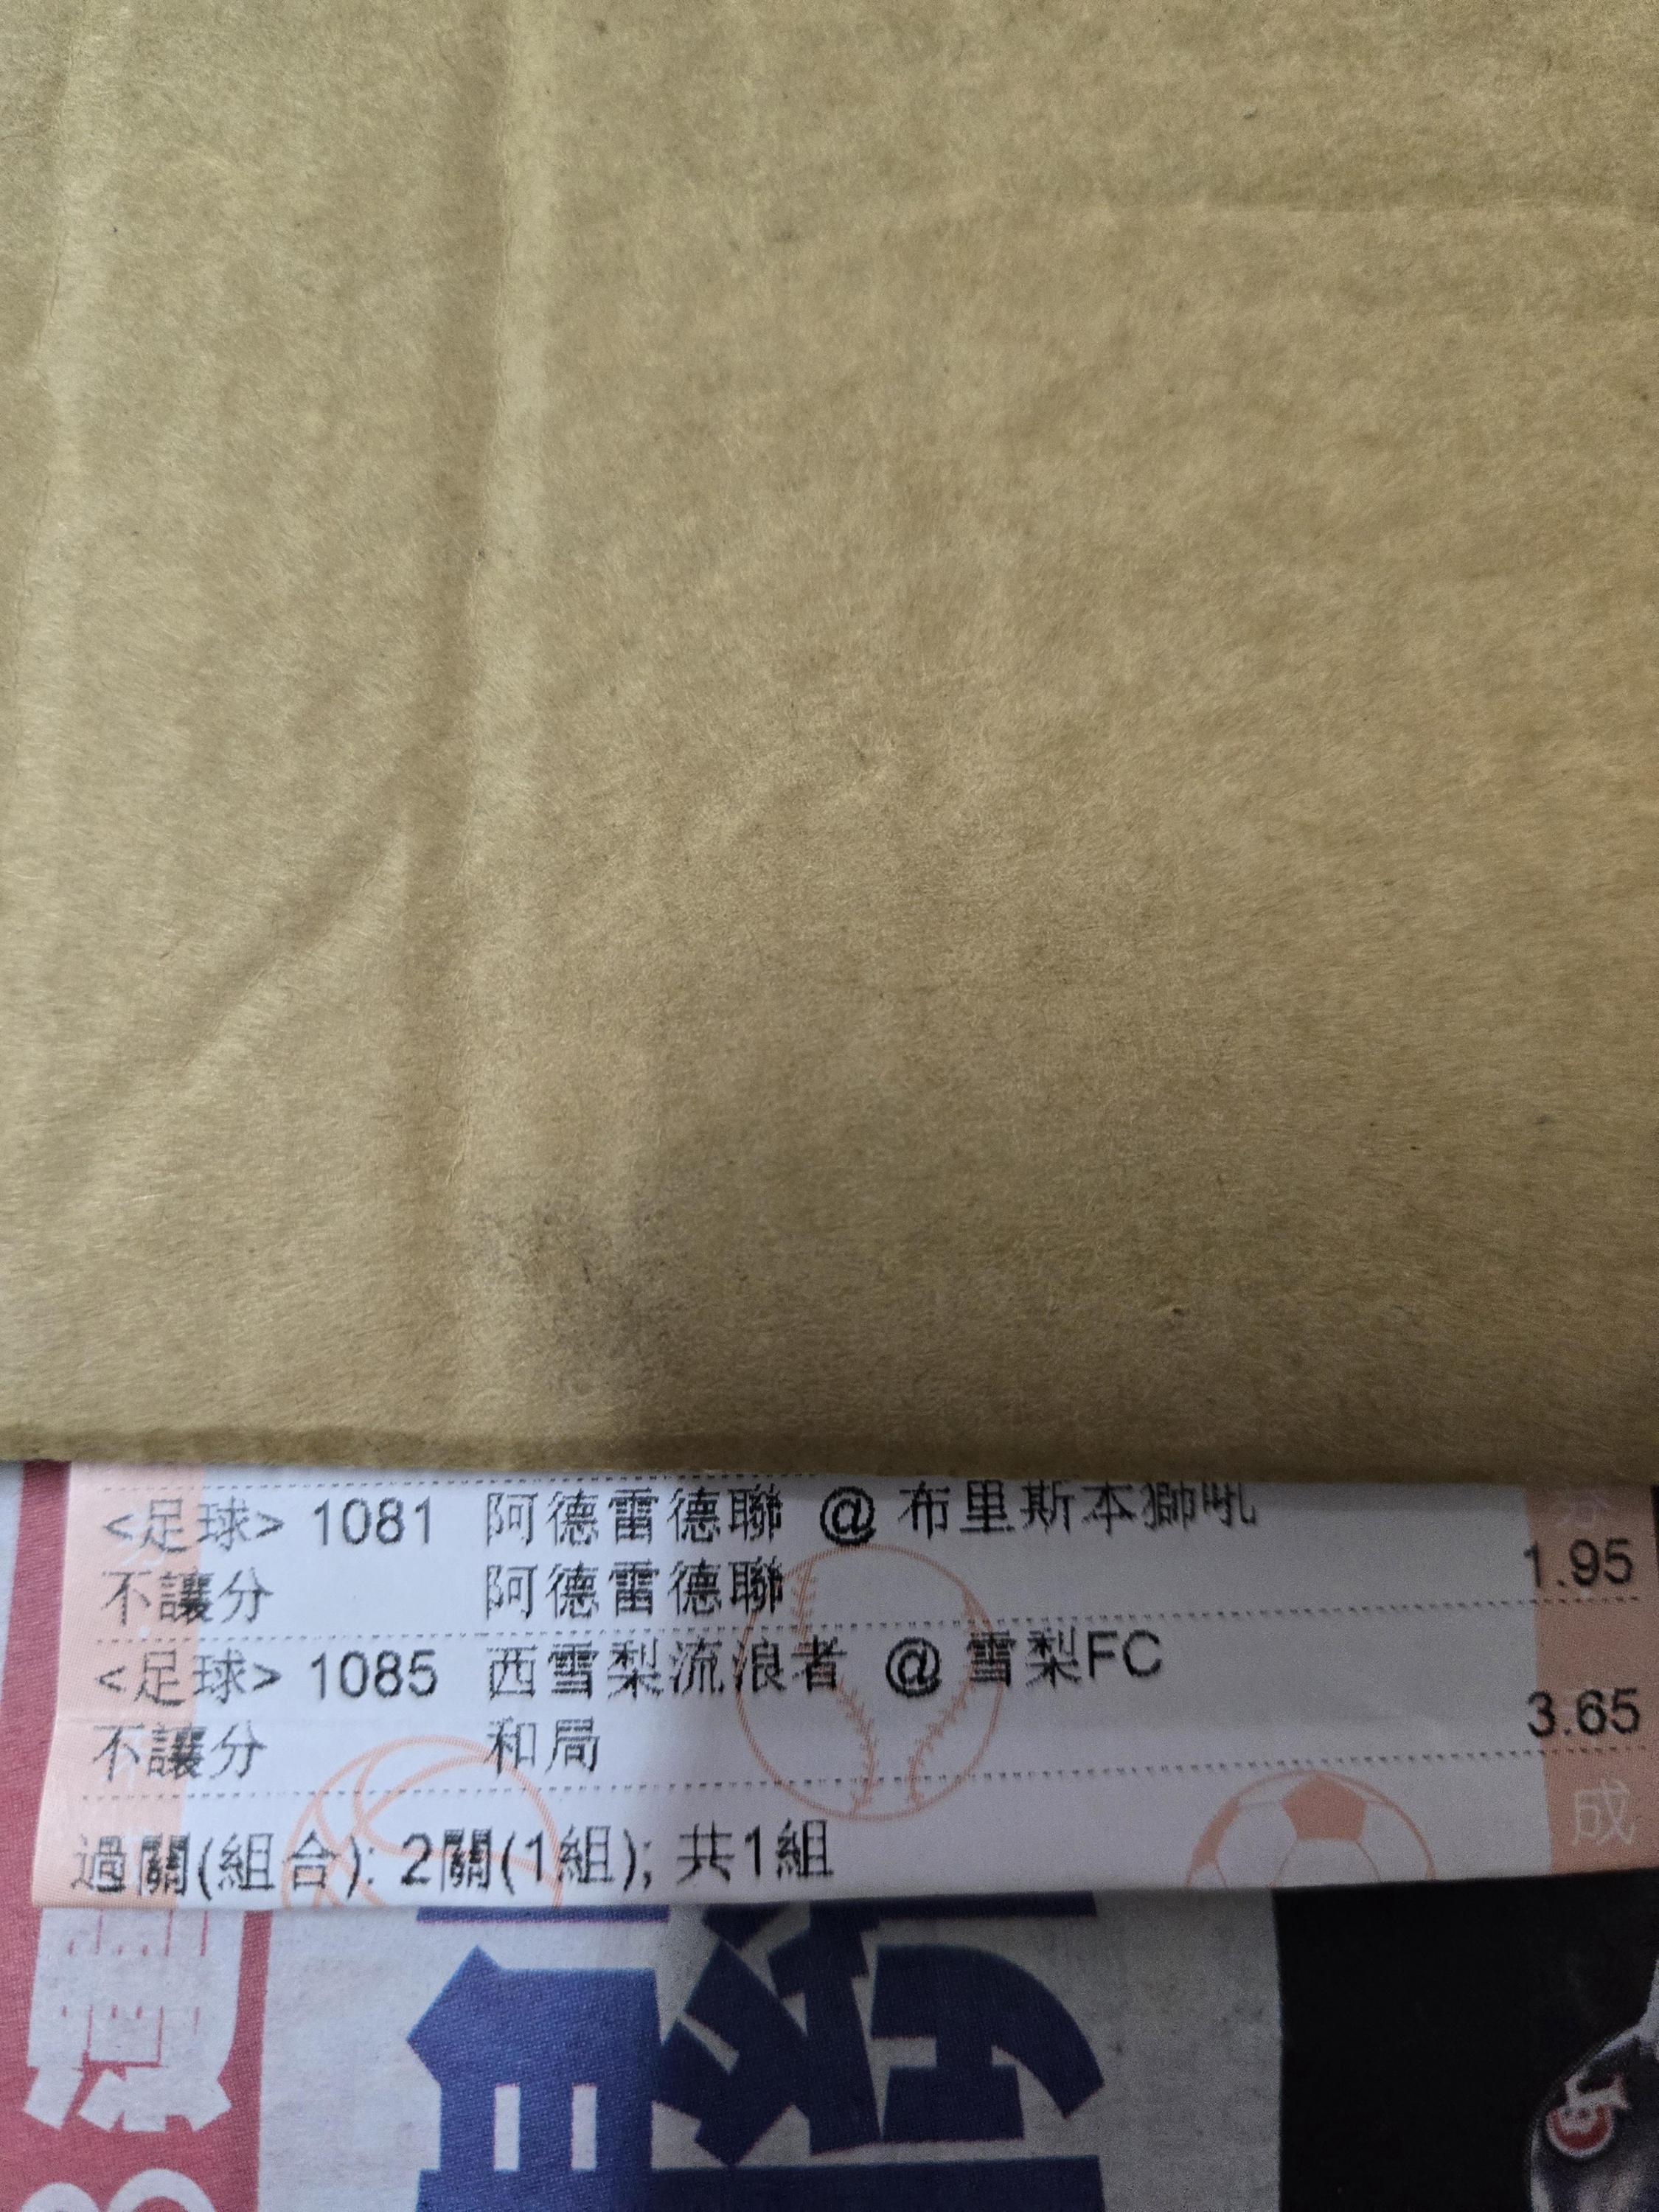 <足球> 1081 阿德雷德聯 @ 布里斯本獅吼
不讓分 阿德雷德聯 1.95
<足球> 1085 西雪梨流浪者 @ 雪梨FC
不讓分 和局 3.65
成
過關(組合): 2關(1組); 共1組